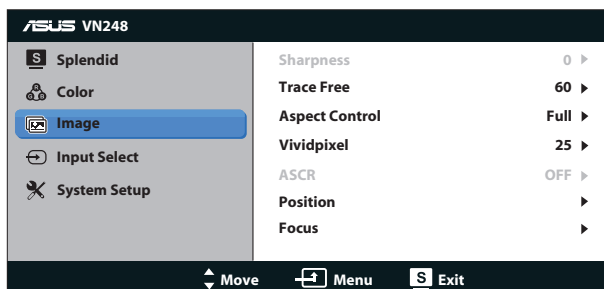 ASUS VN248
S Splendid
Color
Image
Input Select
System Setup
Sharpness 0
Trace Free 60
Aspect Control Full
Vividpixel 25
ASCR OFF
Position
Focus
Move Menu S Exit